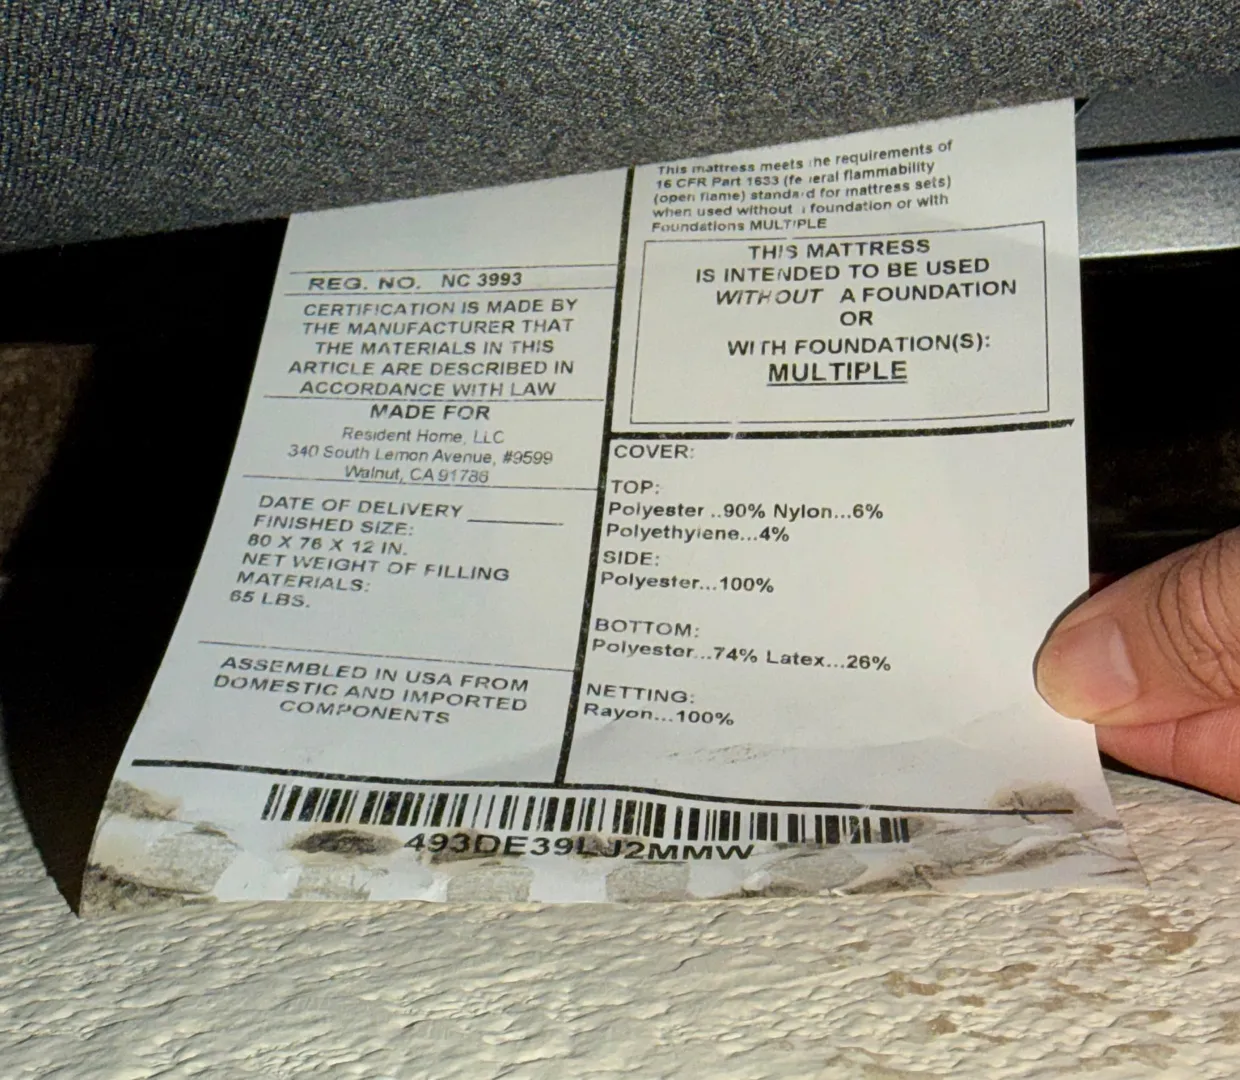 REG. NO. NC 3993
CERTIFICATION IS MADE BY
THE MANUFACTURER THAT
THE MATERIALS IN THIS
ARTICLE ARE DESCRIBED IN
ACCORDANCE WITH LAW
MADE FOR
Resident Home, LLC
340 South Lemon Avenue, #9599
Walnut, CA 91786
DATE OF DELIVERY
FINISHED SIZE:
80 X 76 X 12 IN.
NET WEIGHT OF FILLING
MATERIALS:
65 LBS.
ASSEMBLED IN USA FROM
DOMESTIC AND IMPORTED
COMPONENTS
This mattress meets the requirements of
16 CFR Part 1633 (federal flammability
(open flame) standard for mattress sets)
when used without a foundation or with
Foundations MULTIPLE
THIS MATTRESS
IS INTENDED TO BE USED
WITHOUT A FOUNDATION
OR
WITH FOUNDATION(S):
MULTIPLE
COVER:
TOP:
Polyester ..90% Nylon...6%
Polyethylene...4%
SIDE:
Polyester...100%
BOTTOM:
Polyester...74% Latex...26%
NETTING:
Rayon...100%
493DE39LJ2MMW